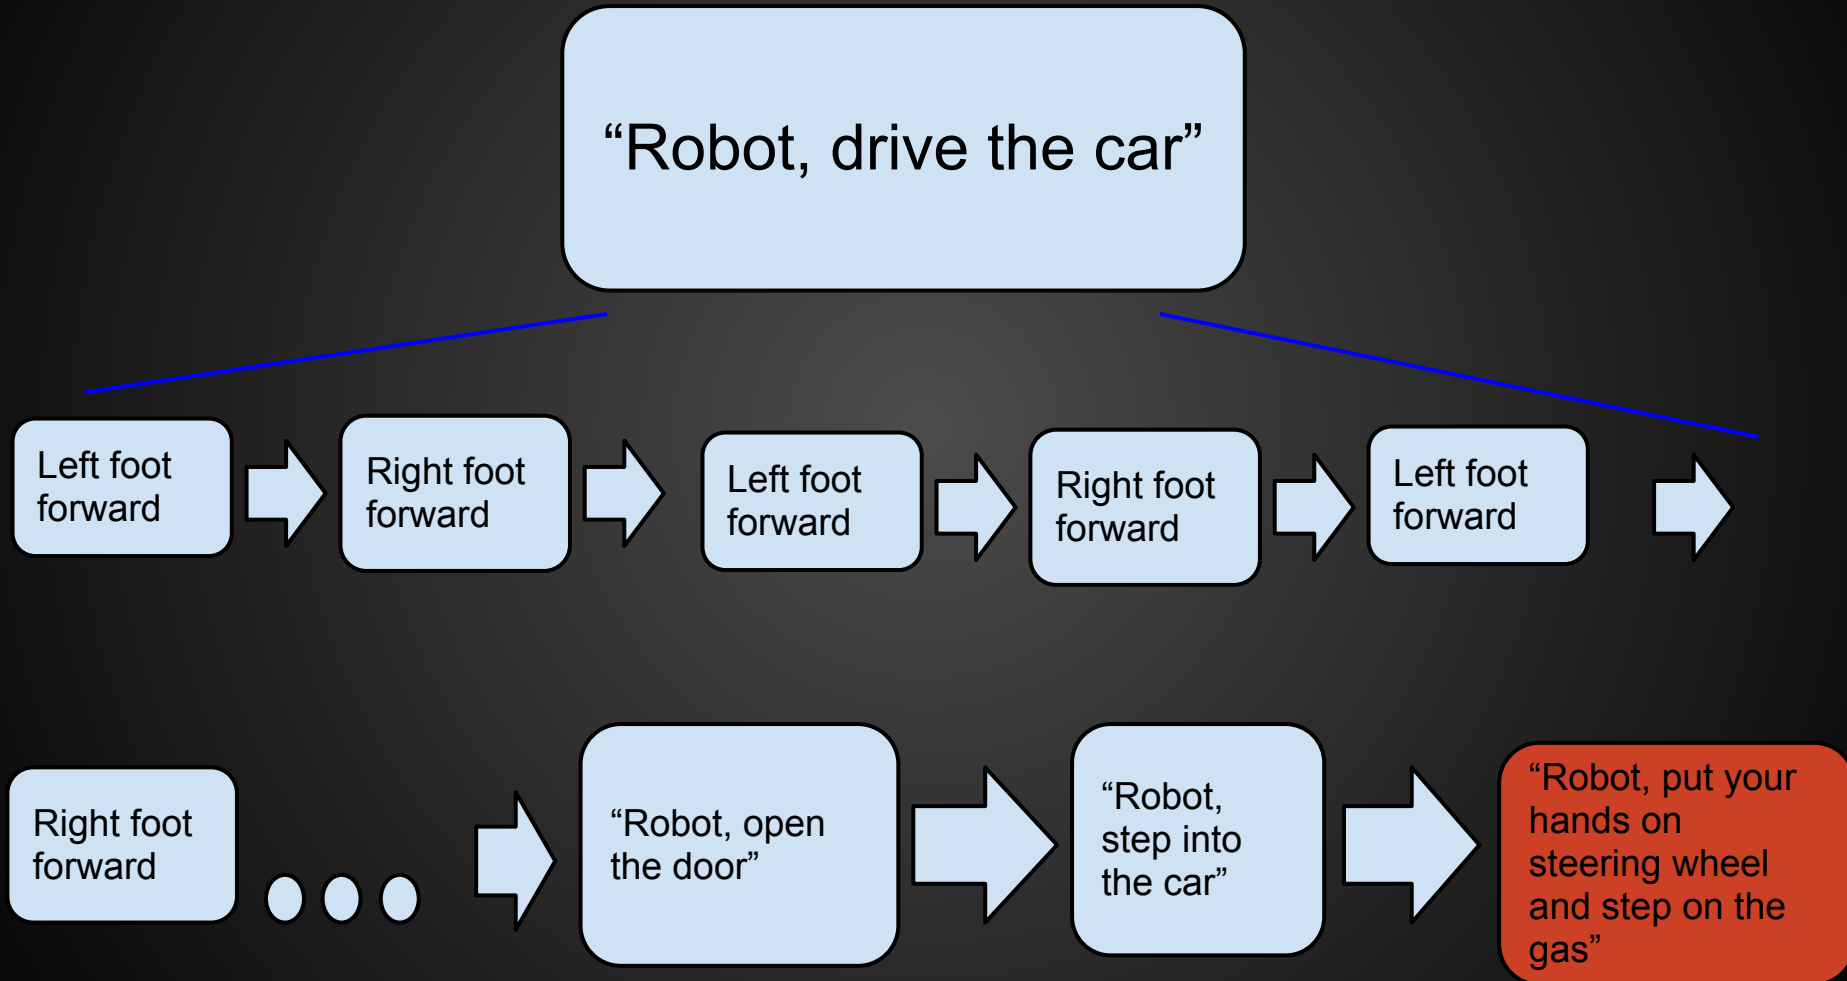 “Robot, drive the car”
Left foot
forward
Right foot
forward
Left foot
forward
Right foot
forward
Left foot
forward
Right foot
forward
“Robot, open
the door”
“Robot,
step into
the car”
“Robot, put your
hands on
steering wheel
and step on the
gas”